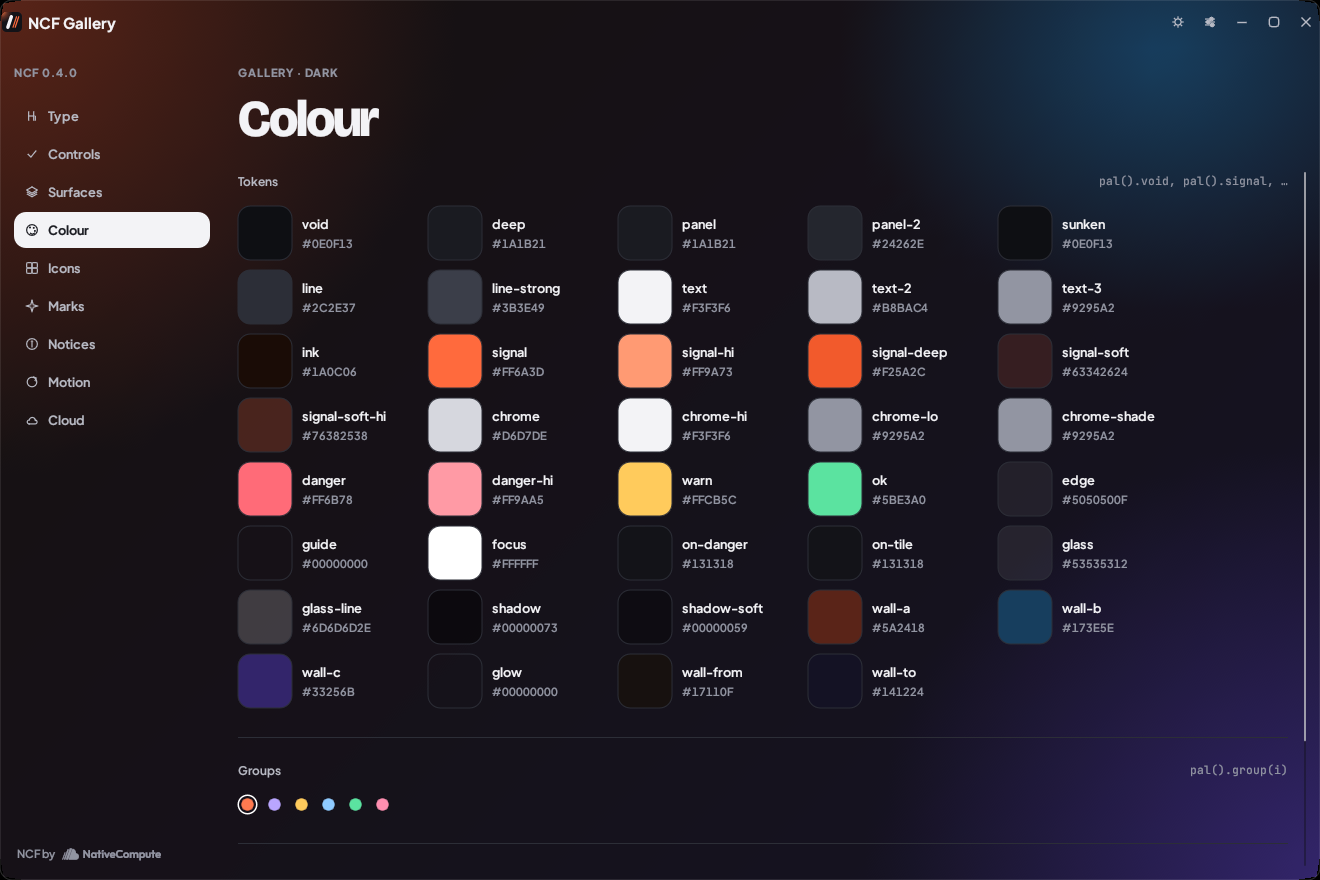 NCF Gallery
NCF 0.4.0
Type
Controls
Surfaces
Colour
Icons
Marks
Notices
Motion
Cloud
NCF by NativeCompute
GALLERY · DARK
Colour
Tokens
pal().void, pal().signal, …
void
#0E0F13
deep
#1A1B21
panel
#1A1B21
panel-2
#24262E
sunken
#0E0F13
line
#2C2E37
line-strong
#3B3E49
text
#F3F3F6
text-2
#B8BAC4
text-3
#9295A2
ink
#1A0C06
signal
#FF6A3D
signal-hi
#FF9A73
signal-deep
#F25A2C
signal-soft
#63342624
signal-soft-hi
#76382538
chrome
#D6D7DE
chrome-hi
#F3F3F6
chrome-lo
#9295A2
chrome-shade
#9295A2
danger
#FF6B78
danger-hi
#FF9AA5
warn
#FFCB5C
ok
#5BE3A0
edge
#5050500F
guide
#00000000
focus
#FFFFFF
on-danger
#131318
on-tile
#131318
glass
#53535312
glass-line
#6D6D6D2E
shadow
#00000073
shadow-soft
#00000059
wall-a
#5A2418
wall-b
#173E5E
wall-c
#33256B
glow
#00000000
wall-from
#17110F
wall-to
#141224
Groups
pal().group(i)